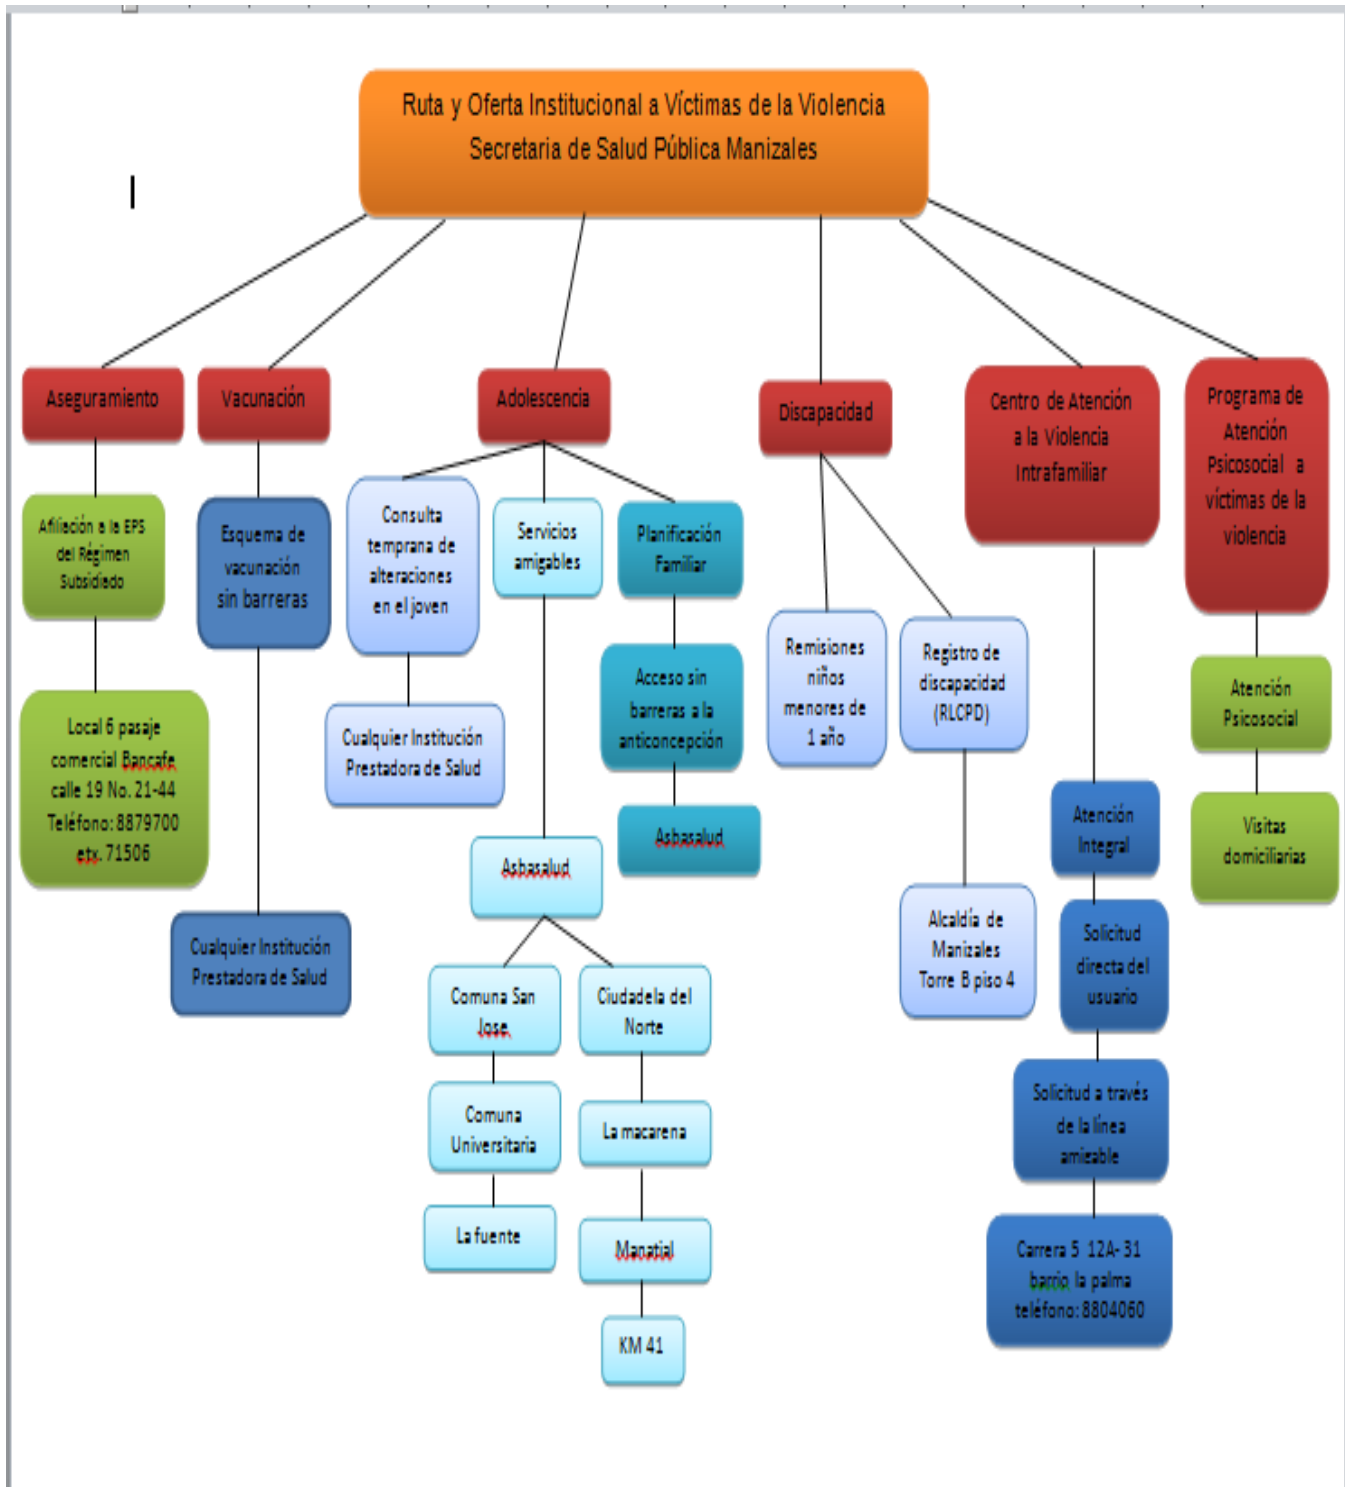 Ruta y Oferta Institucional a Víctimas de la Violencia
Secretaria de Salud Pública Manizales
Aseguramiento
Afiliación a la EPS
del Régimen
Subsidiado
Local 6 pasaje
comercial Bancafe
calle 19 No. 21-44
Teléfono: 8879700
etx. 71506
Vacunación
Esquema de
vacunación
sin barreras
Cualquier Institución
Prestadora de Salud
Adolescencia
Consulta
temprana de
alteraciones
en el joven
Cualquier Institución
Prestadora de Salud
Servicios
amigables
Asbasalud
Comuna San
Jose
Comuna
Universitaria
La fuente
Ciudadela del
Norte
La macarena
Manatial
KM 41
Planificación
Familiar
Acceso sin
barreras a la
anticoncepción
Asbasalud
Discapacidad
Remisiones
niños
menores de
1 año
Registro de
discapacidad
(RLCPD)
Alcaldía de
Manizales
Torre B piso 4
Centro de Atención
a la Violencia
Intrafamiliar
Atención
Integral
Solicitud
directa del
usuario
Solicitud a través
de la línea
amigable
Carrera 5 12A- 31
barrio la palma
teléfono: 8804060
Programa de
Atención
Psicosocial a
víctimas de la
violencia
Atención
Psicosocial
Visitas
domiciliarias